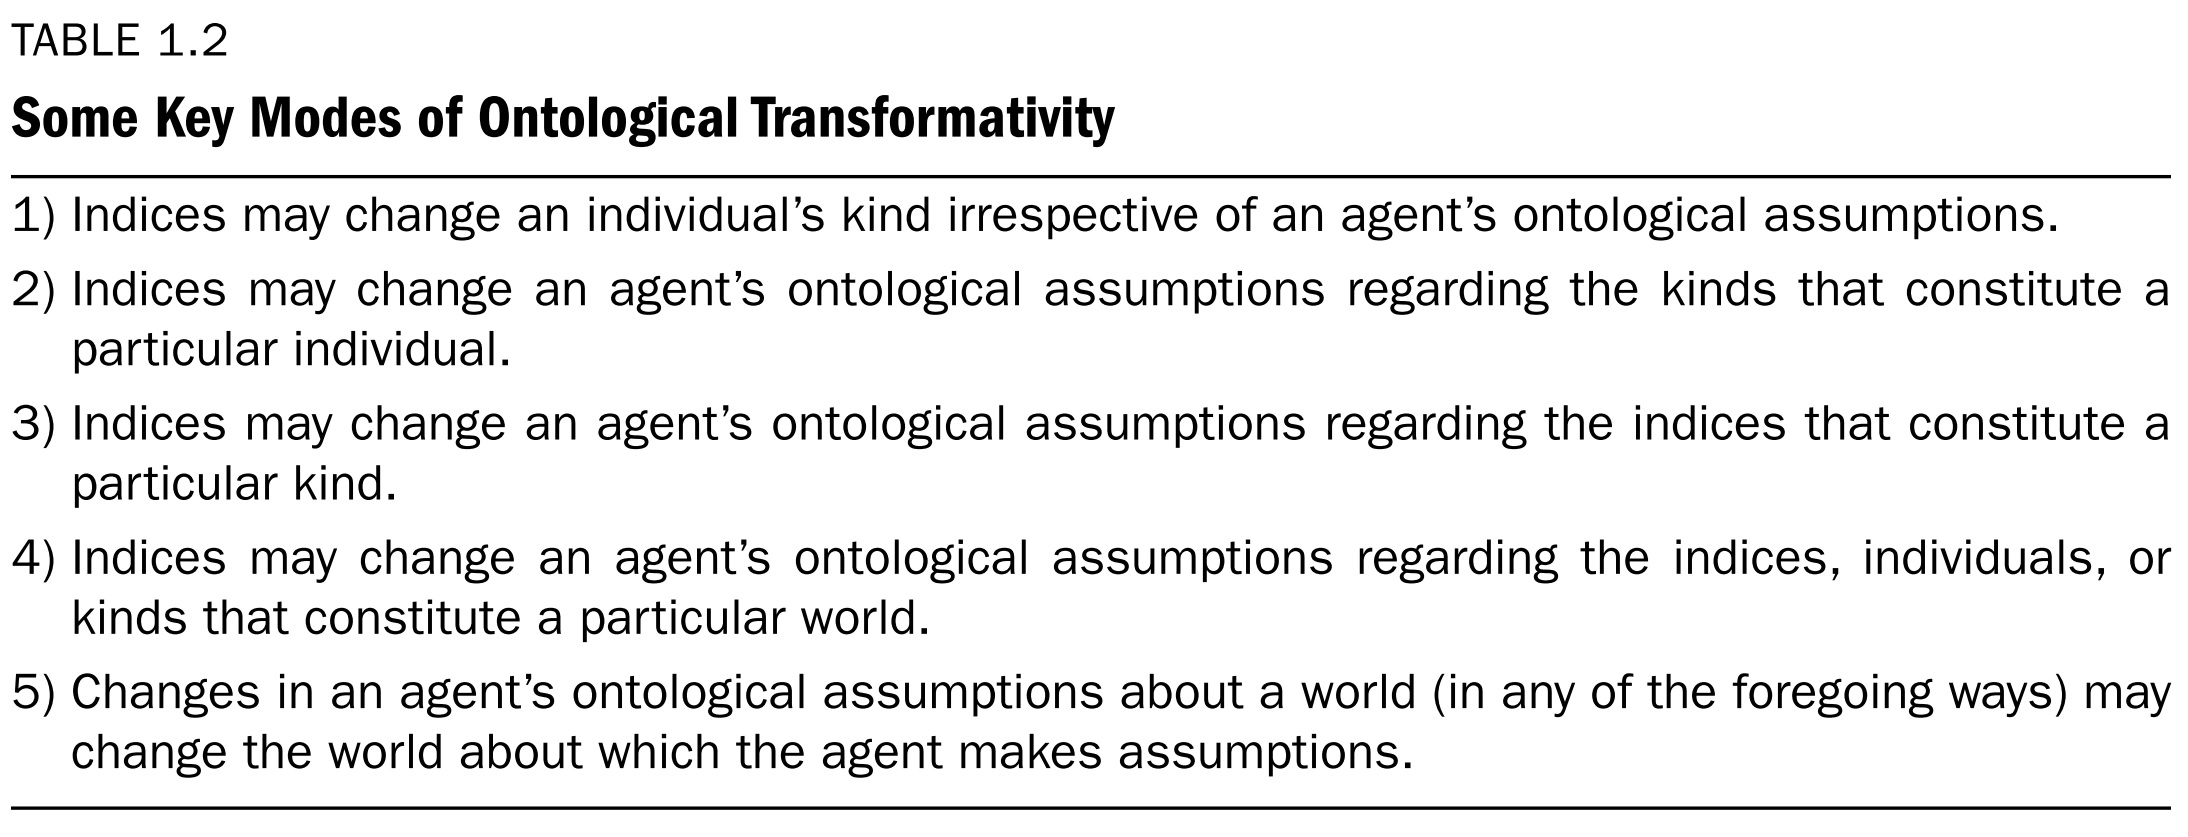 TABLE 1.2
Some Key Modes of Ontological Transformativity
1) Indices may change an individual’s kind irrespective of an agent’s ontological assumptions.
2) Indices may change an agent’s ontological assumptions regarding the kinds that constitute a
particular individual.
3) Indices may change an agent’s ontological assumptions regarding the indices that constitute a
particular kind.
4) Indices may change an agent’s ontological assumptions regarding the indices, individuals, or
kinds that constitute a particular world.
5) Changes in an agent’s ontological assumptions about a world (in any of the foregoing ways) may
change the world about which the agent makes assumptions.